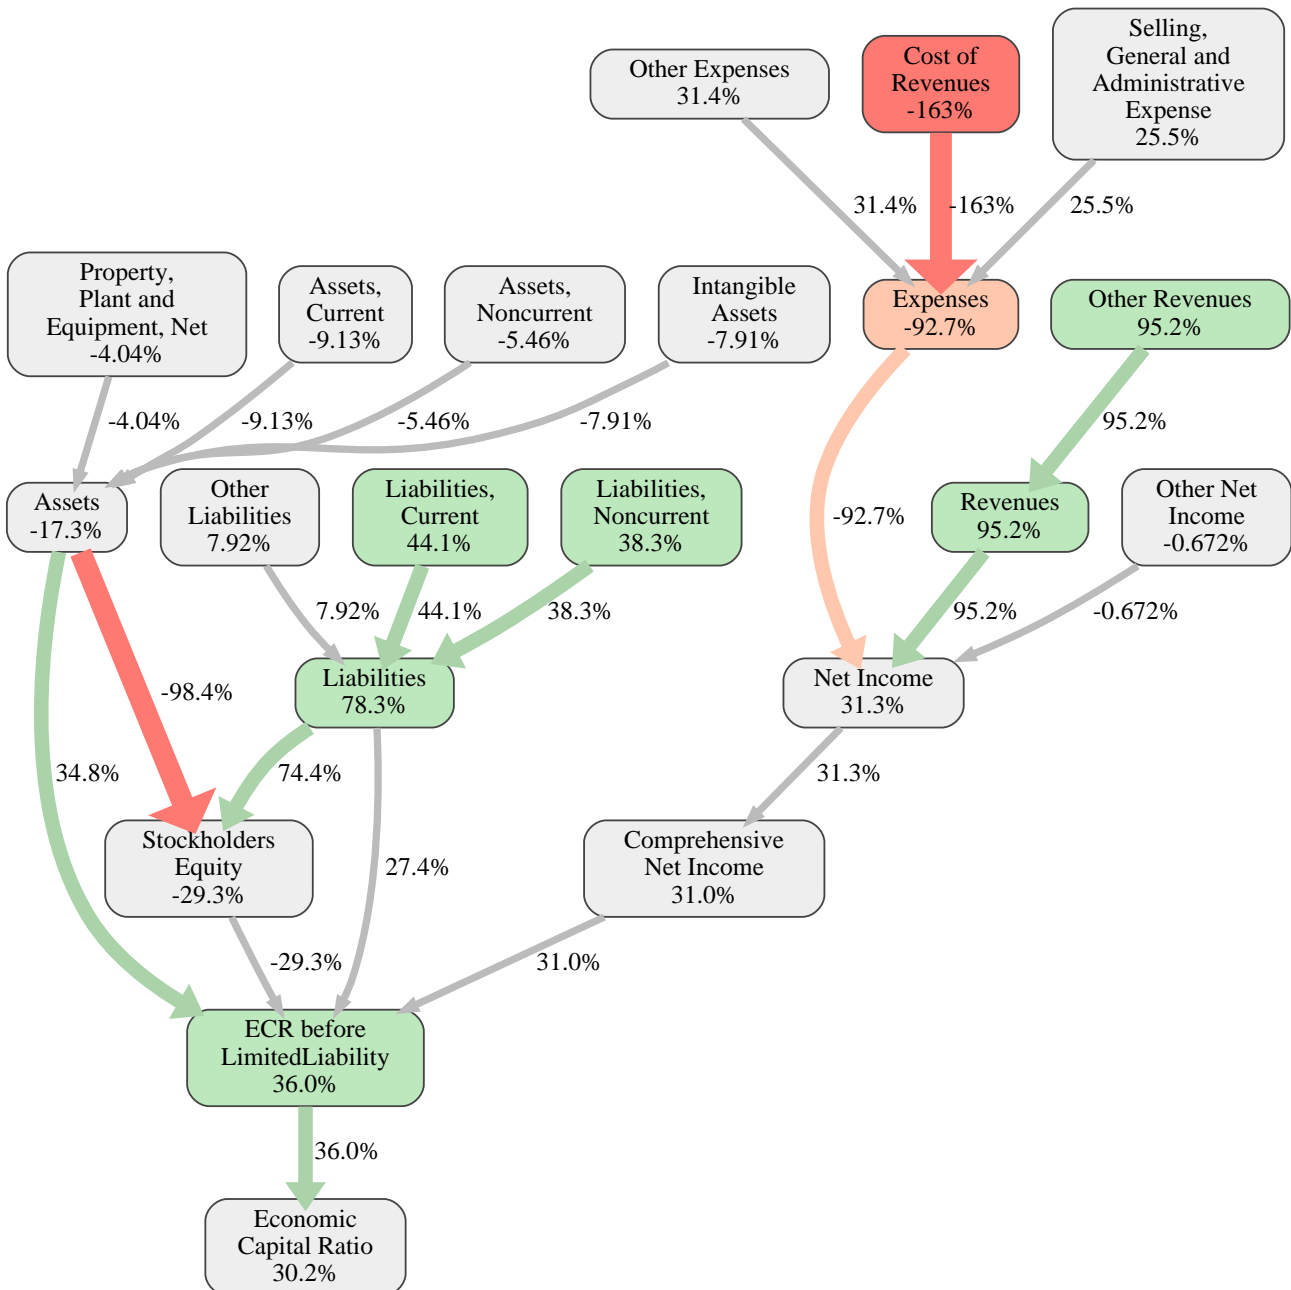 Other Expenses
31.4%
Cost of
Revenues
-163%
Selling,
General and
Administrative
Expense
25.5%
31.4%
-163%
25.5%
Property,
Plant and
Equipment, Net
-4.04%
Assets,
Current
-9.13%
Assets,
Noncurrent
-5.46%
Intangible
Assets
-7.91%
Expenses
-92.7%
Other Revenues
95.2%
-4.04%
-9.13%
-5.46%
-7.91%
95.2%
Assets
-17.3%
Other
Liabilities
7.92%
Liabilities,
Current
44.1%
Liabilities,
Noncurrent
38.3%
-92.7%
Revenues
95.2%
Other Net
Income
-0.672%
7.92%
44.1%
38.3%
95.2%
-0.672%
-98.4%
Liabilities
78.3%
Net Income
31.3%
34.8%
74.4%
31.3%
Stockholders
Equity
-29.3%
27.4%
Comprehensive
Net Income
31.0%
-29.3%
31.0%
ECR before
LimitedLiability
36.0%
36.0%
Economic
Capital Ratio
30.2%